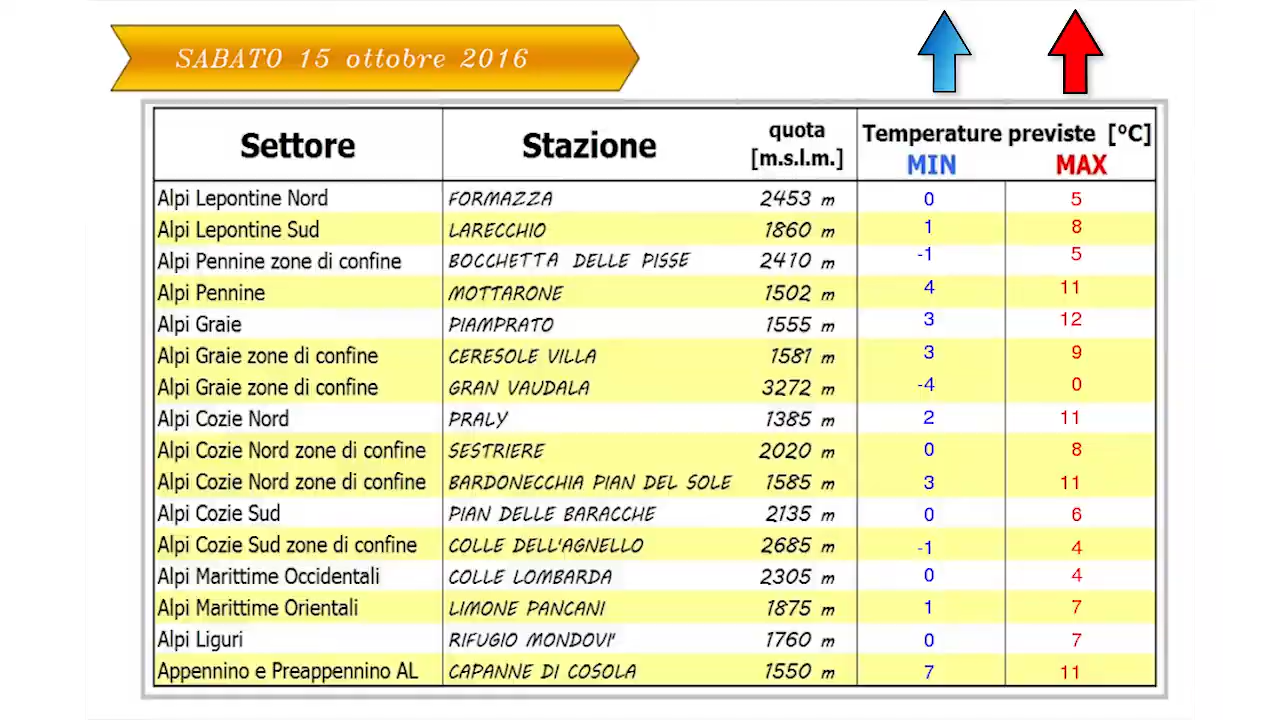 SABATO 15 ottobre 2016
Settore Stazione quota [m.s.l.m.] Temperature previste [°C] MIN MAX
Alpi Lepontine Nord FORMAZZA 2453 m 0 5
Alpi Lepontine Sud LARECCHIO 1860 m 1 8
Alpi Pennine zone di confine BOCCHETTA DELLE PISSE 2410 m -1 5
Alpi Pennine MOTTARONE 1502 m 4 11
Alpi Graie PIAMPRATO 1555 m 3 12
Alpi Graie zone di confine CERESOLE VILLA 1581 m 3 9
Alpi Graie zone di confine GRAN VAUDALA 3272 m -4 0
Alpi Cozie Nord PRALY 1385 m 2 11
Alpi Cozie Nord zone di confine SESTRIERE 2020 m 0 8
Alpi Cozie Nord zone di confine BARDONECCHIA PIAN DEL SOLE 1585 m 3 11
Alpi Cozie Sud PIAN DELLE BARACCHE 2135 m 0 6
Alpi Cozie Sud zone di confine COLLE DELL'AGNELLO 2685 m -1 4
Alpi Marittime Occidentali COLLE LOMBARDA 2305 m 0 4
Alpi Marittime Orientali LIMONE PANCANI 1875 m 1 7
Alpi Liguri RIFUGIO MONDOVI' 1760 m 0 7
Appennino e Preappennino AL CAPANNE DI COSOLA 1550 m 7 11